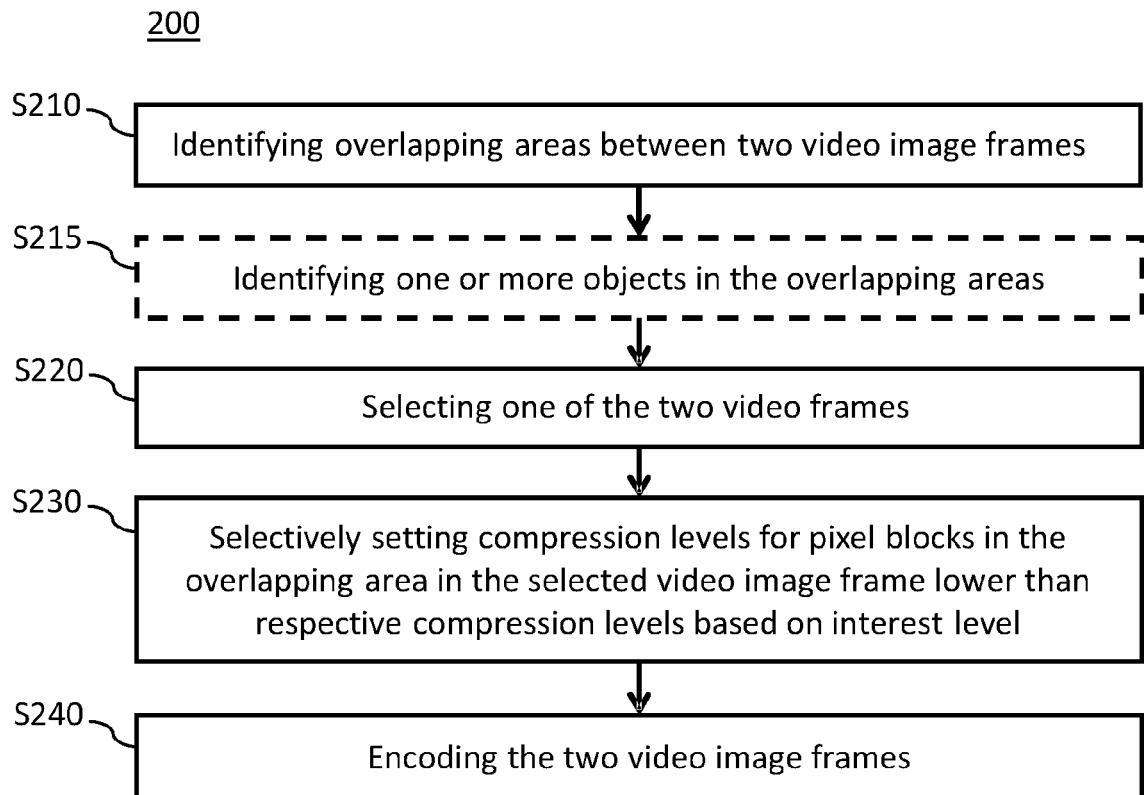 200
S210
Identifying overlapping areas between two video image frames
S215
Identifying one or more objects in the overlapping areas
S220
Selecting one of the two video frames
S230
Selectively setting compression levels for pixel blocks in the
overlapping area in the selected video image frame lower than
respective compression levels based on interest level
S240
Encoding the two video image frames